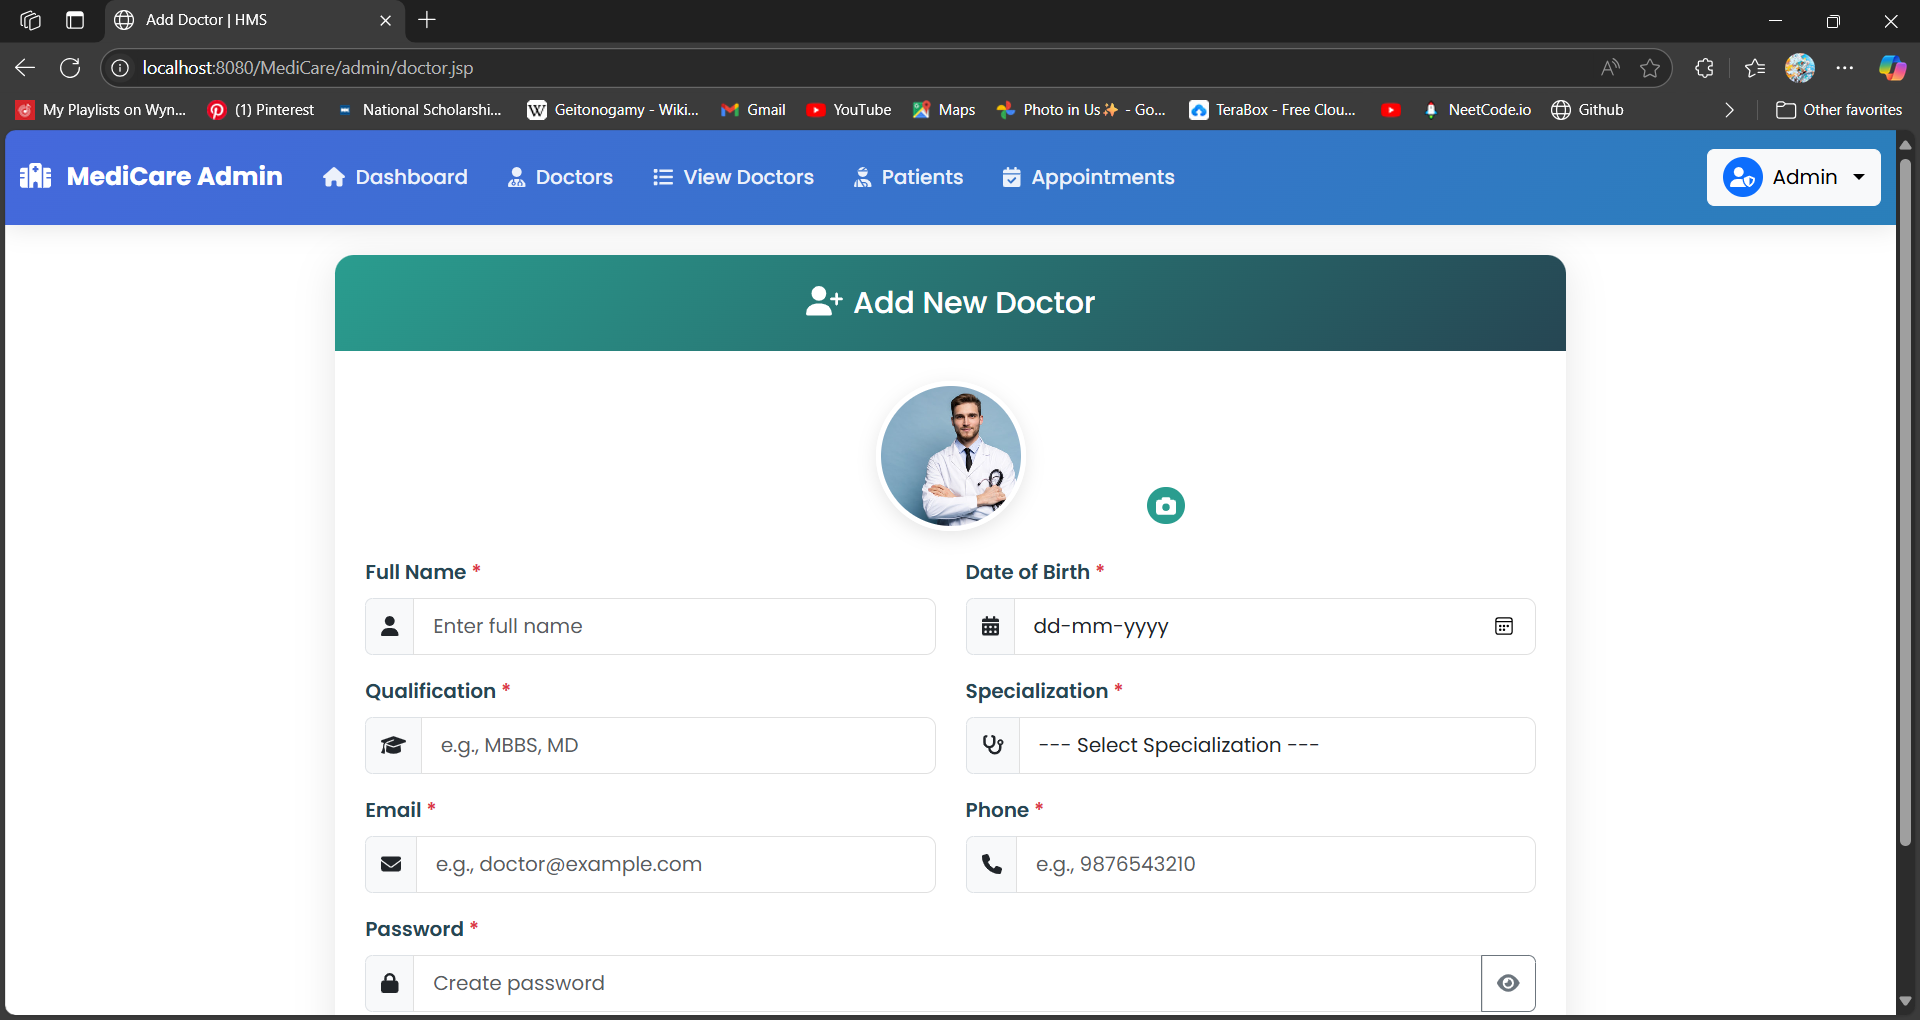 Add Doctor | HMS
localhost:8080/MediCare/admin/doctor.jsp
My Playlists on Wyn... (1) Pinterest National Scholarshi... Geitonogamy - Wiki... Gmail YouTube Maps Photo in Us✨ - Go... TeraBox - Free Clou... NeetCode.io Github Other favorites
MediCare Admin Dashboard Doctors View Doctors Patients Appointments Admin
Add New Doctor
Full Name * Date of Birth *
Enter full name dd-mm-yyyy
Qualification * Specialization *
e.g., MBBS, MD --- Select Specialization ---
Email * Phone *
e.g., doctor@example.com e.g., 9876543210
Password *
Create password